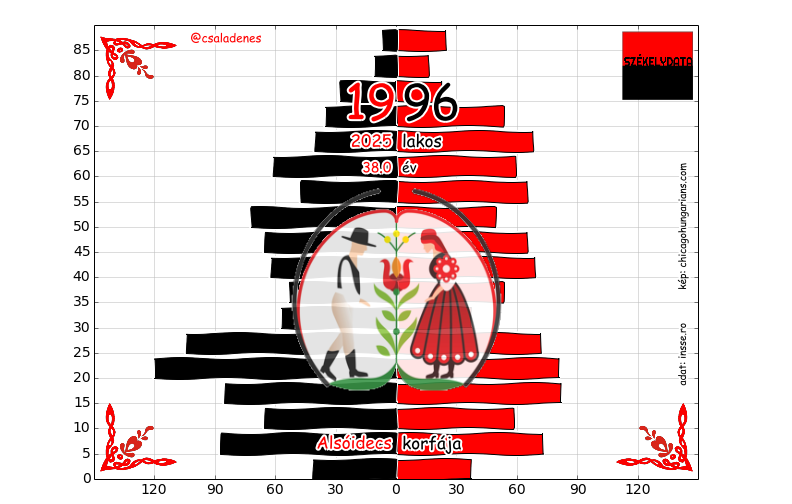 @csaladenes
SZÉKELYDATA
19 96
2025 lakos
38.0 év
kép: chicagohungarians.com
adat: insse.ro
Alsóidecs korfája
85
80
75
70
65
60
55
50
45
40
35
30
25
20
15
10
5
0
120 90 60 30 0 30 60 90 120